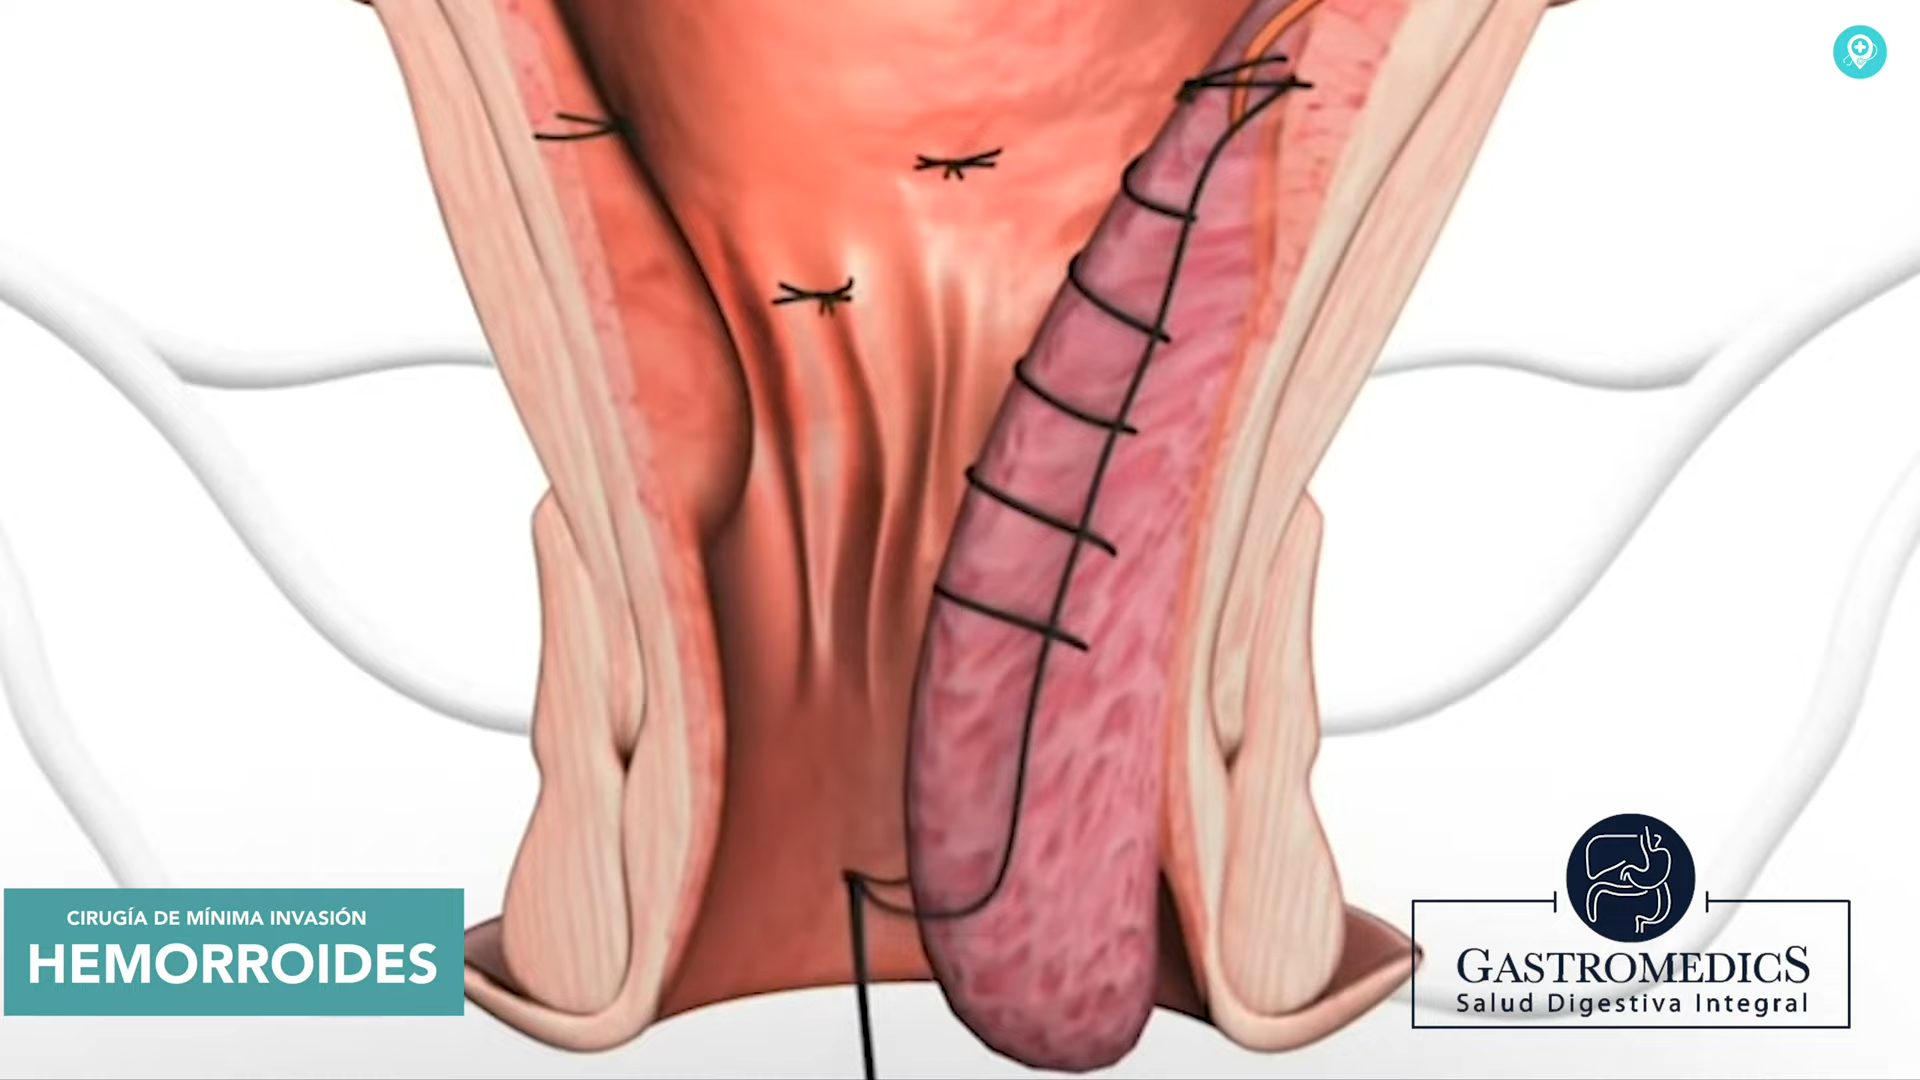 CIRUGÍA DE MÍNIMA INVASIÓN
HEMORROIDES
GASTROMEDICS
Salud Digestiva Integral